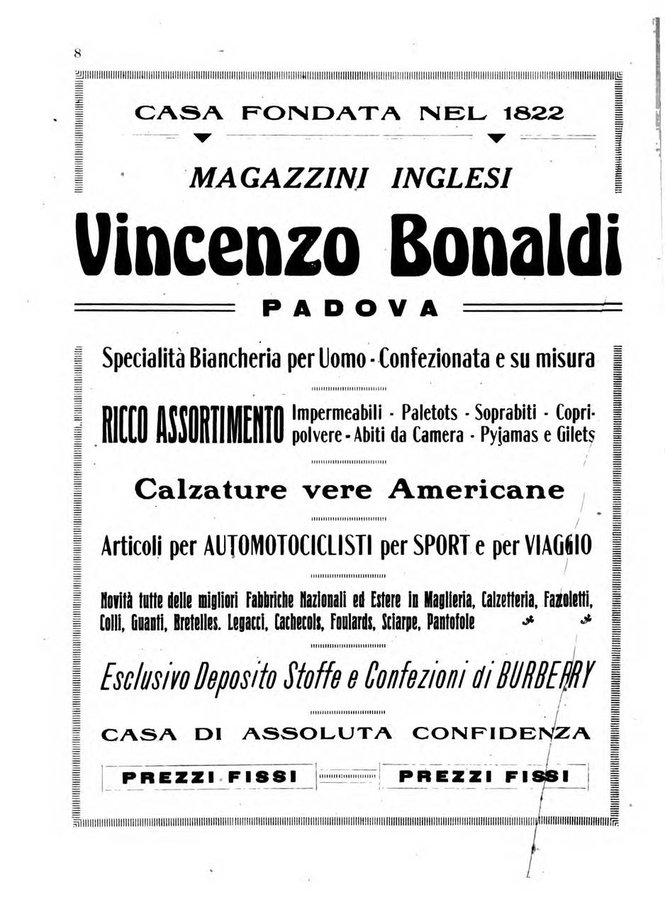 8
CASA FONDATA NEL 1822
MAGAZZINI INGLESI
Vincenzo Bonaldi
PADOVA
Specialità Biancheria per Uomo - Confezionata e su misura
RICCO ASSORTIMENTO Impermeabili - Paletots - Soprabiti - Copri-
polvere - Abiti da Camera - Pyjamas e Gilets
Calzature vere Americane
Articoli per AUTOMOTOCICLISTI per SPORT e per VIAGGIO
Novità tutte delle migliori Fabbriche Nazionali ed Estere in Maglieria, Calzetteria, Fazoletti,
Colli, Guanti, Bretelles. Legacci, Cachecols, Foulards, Sciarpe, Pantofole
Esclusivo Deposito Stoffe e Confezioni di BURBERRY
CASA DI ASSOLUTA CONFIDENZA
PREZZI FISSI PREZZI FISSI